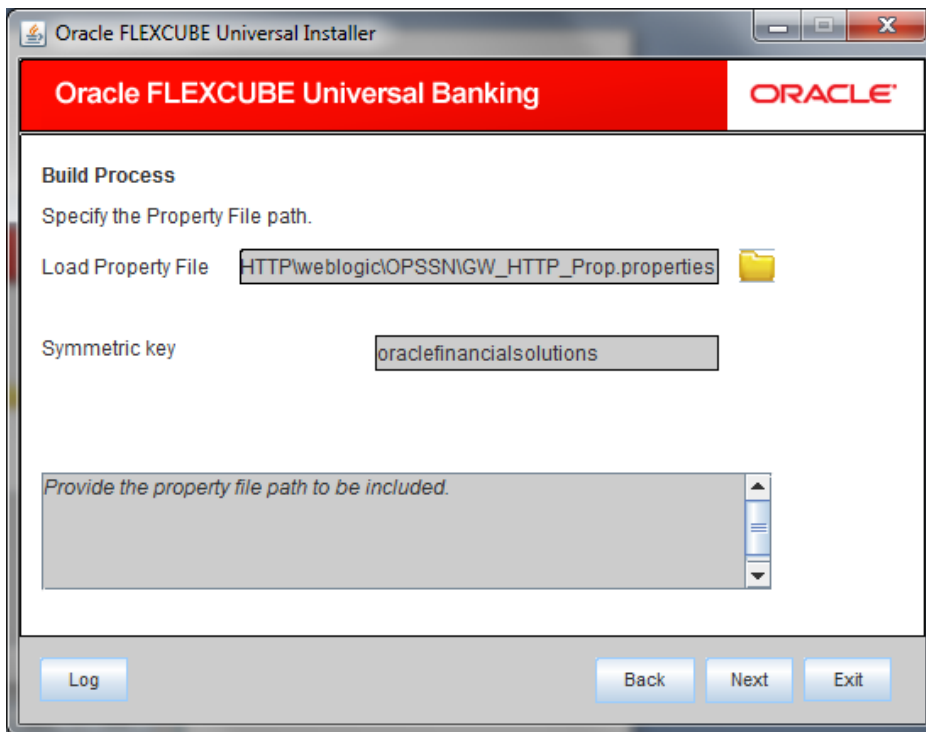 Oracle FLEXCUBE Universal Installer
Oracle FLEXCUBE Universal Banking
ORACLE
Build Process
Specify the Property File path.
Load Property File HTTP\weblogic\OPSSN\GW_HTTP_Prop.properties
Symmetric key oraclefinancialsolutions
Provide the property file path to be included.
Log Back Next Exit